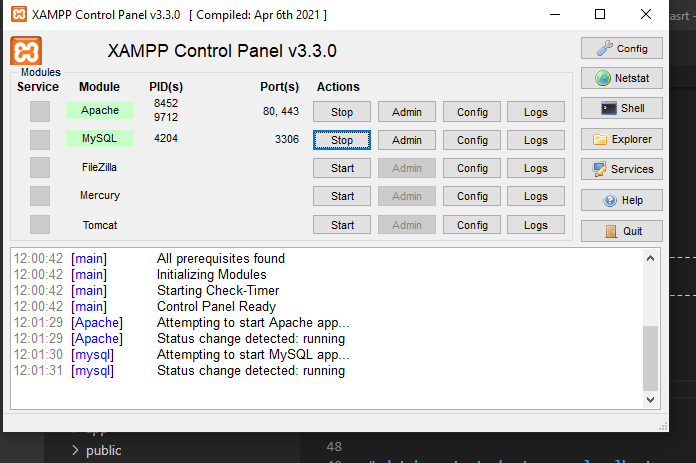 XAMPP Control Panel v3.3.0 [ Compiled: Apr 6th 2021 ]
XAMPP Control Panel v3.3.0
Config
Modules
Service Module PID(s) Port(s) Actions
Netstat
Apache 8452 9712 80, 443 Stop Admin Config Logs
Shell
MySQL 4204 3306 Stop Admin Config Logs
Explorer
FileZilla Start Admin Config Logs
Services
Mercury Start Admin Config Logs
Help
Tomcat Start Admin Config Logs
Quit
12:00:42 [main] All prerequisites found
12:00:42 [main] Initializing Modules
12:00:42 [main] Starting Check-Timer
12:00:42 [main] Control Panel Ready
12:01:29 [Apache] Attempting to start Apache app...
12:01:29 [Apache] Status change detected: running
12:01:30 [mysql] Attempting to start MySQL app...
12:01:31 [mysql] Status change detected: running
public
48